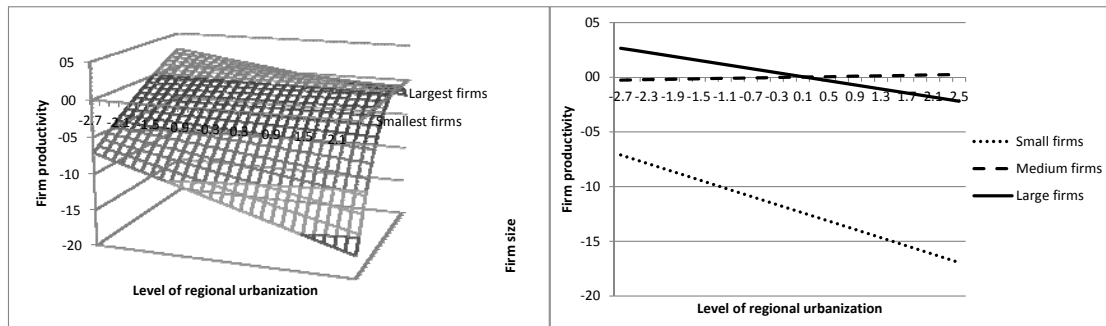 05
00
-05
-10
-15
-20
Firm productivity
-2.7 -2.1 -1.5 -0.9 -0.3 0.3 0.9 1.5 2.1
Largest firms
Smallest firms
Firm size
Level of regional urbanization
05
00
-05
-10
-15
-20
Firm productivity
-2.7 -2.3 -1.9 -1.5 -1.1 -0.7 -0.3 0.1 0.5 0.9 1.3 1.7 2.1 2.5
Small firms
Medium firms
Large firms
Level of regional urbanization